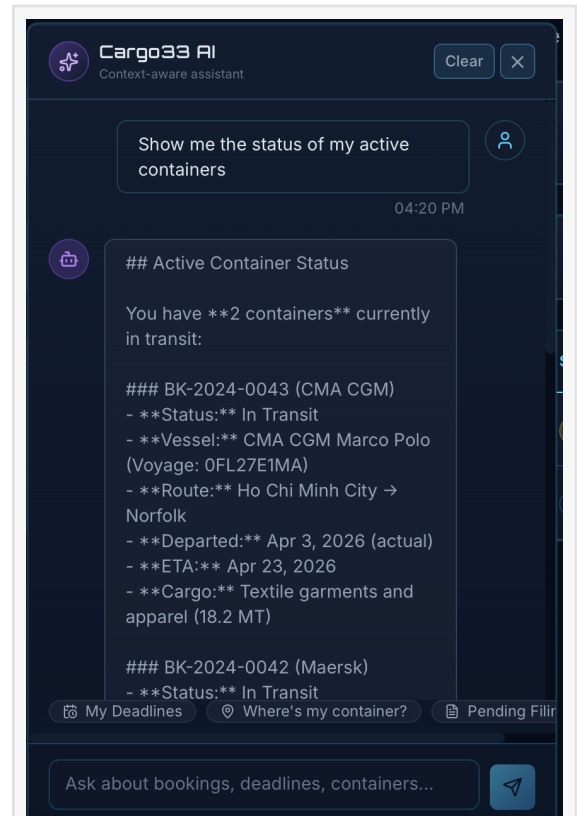 Cargo33 AI
Context-aware assistant
Clear
Show me the status of my active
containers
04:20 PM
## Active Container Status
You have **2 containers** currently
in transit:
### BK-2024-0043 (CMA CGM)
- **Status:** In Transit
- **Vessel:** CMA CGM Marco Polo
(Voyage: 0FL27E1MA)
- **Route:** Ho Chi Minh City →
Norfolk
- **Departed:** Apr 3, 2026 (actual)
- **ETA:** Apr 23, 2026
- **Cargo:** Textile garments and
apparel (18.2 MT)
### BK-2024-0042 (Maersk)
- **Status:** In Transit
My Deadlines
Where's my container?
Pending Filin
Ask about bookings, deadlines, containers...